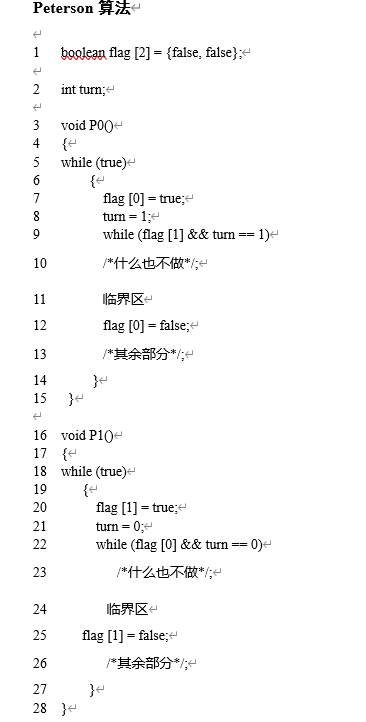 Peterson 算法
1 boolean flag [2] = {false, false};
2 int turn;
3 void P0()
4 {
5 while (true)
6 {
7 flag [0] = true;
8 turn = 1;
9 while (flag [1] && turn == 1)
10 /*什么也不做*/;
11 临界区
12 flag [0] = false;
13 /*其余部分*/;
14 }
15 }
16 void P1()
17 {
18 while (true)
19 {
20 flag [1] = true;
21 turn = 0;
22 while (flag [0] && turn == 0)
23 /*什么也不做*/;
24 临界区
25 flag [1] = false;
26 /*其余部分*/;
27 }
28 }